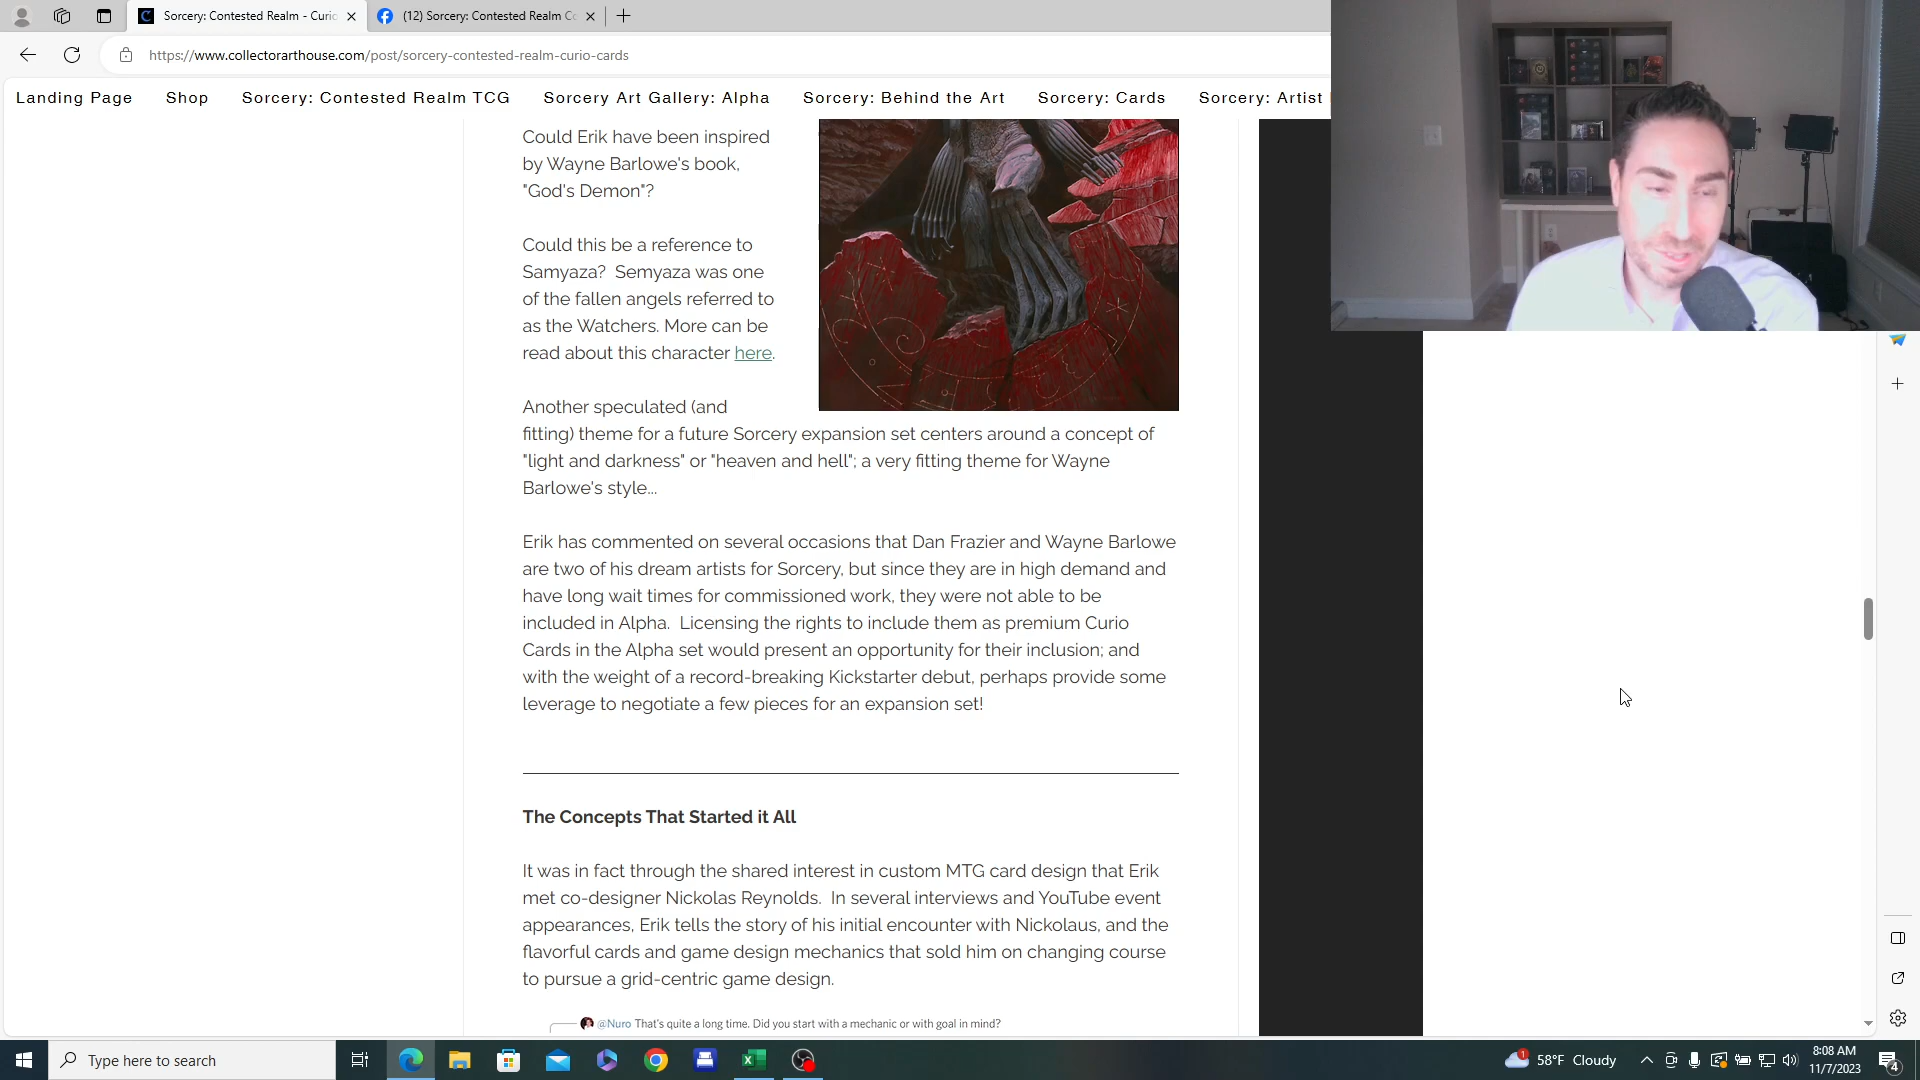 Sorcery: Contested Realm - Curio
(12) Sorcery: Contested Realm Co
https://www.collectorarthouse.com/post/sorcery-contested-realm-curio-cards
Landing Page Shop Sorcery: Contested Realm TCG Sorcery Art Gallery: Alpha Sorcery: Behind the Art Sorcery: Cards Sorcery: Artist
Could Erik have been inspired
by Wayne Barlowe's book,
"God's Demon"?
Could this be a reference to
Samyaza?  Semyaza was one
of the fallen angels referred to
as the Watchers. More can be
read about this character here.
Another speculated (and
fitting) theme for a future Sorcery expansion set centers around a concept of
"light and darkness" or "heaven and hell"; a very fitting theme for Wayne
Barlowe's style...
Erik has commented on several occasions that Dan Frazier and Wayne Barlowe
are two of his dream artists for Sorcery, but since they are in high demand and
have long wait times for commissioned work, they were not able to be
included in Alpha.  Licensing the rights to include them as premium Curio
Cards in the Alpha set would present an opportunity for their inclusion; and
with the weight of a record-breaking Kickstarter debut, perhaps provide some
leverage to negotiate a few pieces for an expansion set!
The Concepts That Started it All
It was in fact through the shared interest in custom MTG card design that Erik
met co-designer Nickolas Reynolds.  In several interviews and YouTube event
appearances, Erik tells the story of his initial encounter with Nickolaus, and the
flavorful cards and game design mechanics that sold him on changing course
to pursue a grid-centric game design.
@Nuro That's quite a long time. Did you start with a mechanic or with goal in mind?
Type here to search
1
58°F Cloudy
8:08 AM
11/7/2023
4